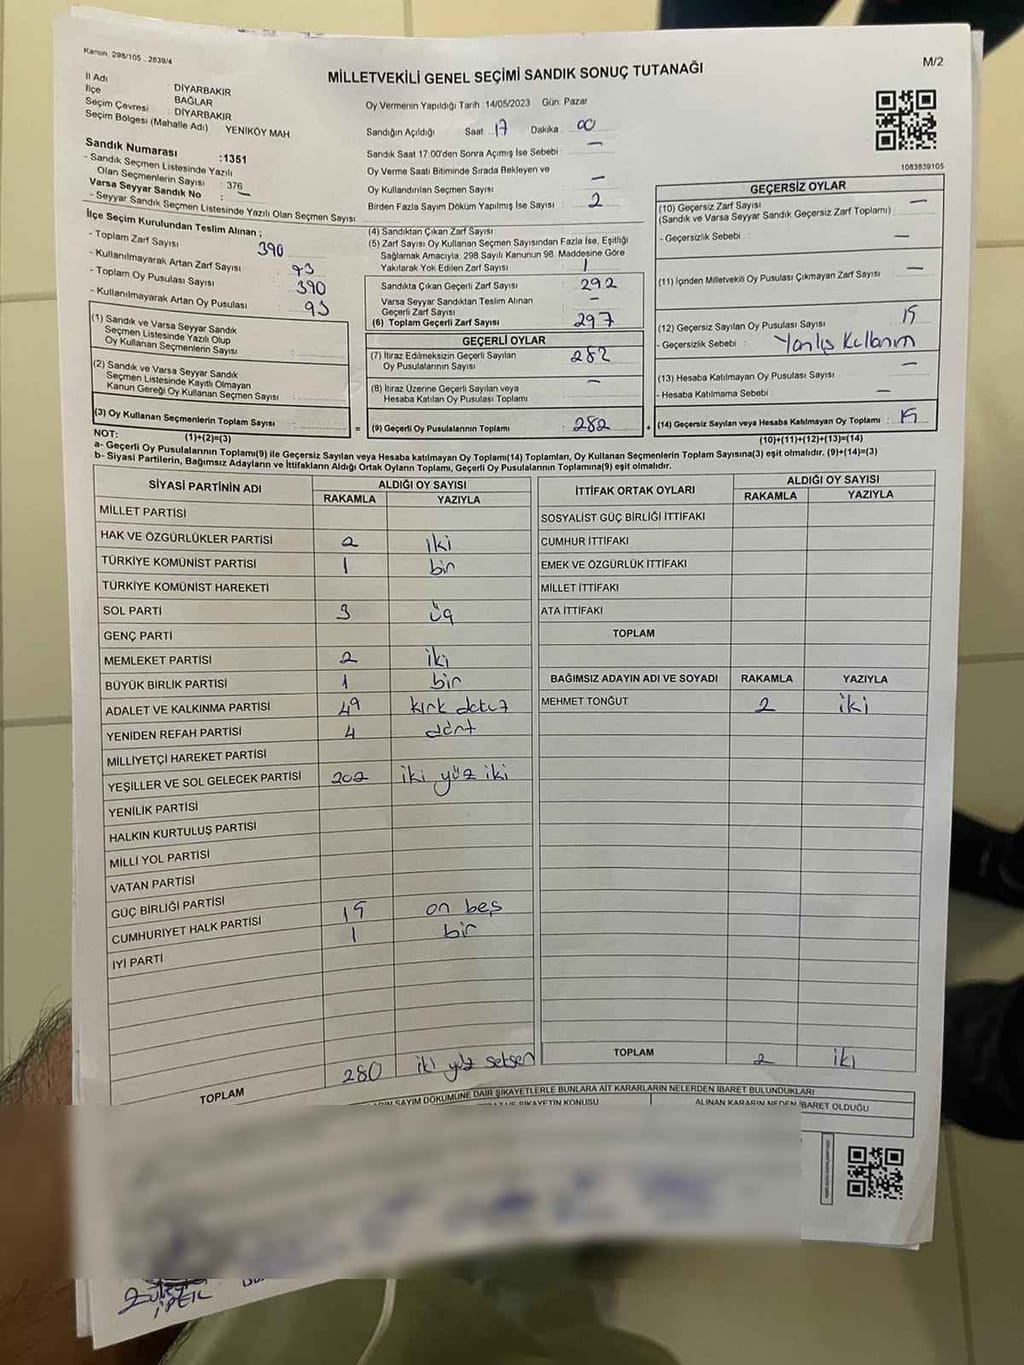 Kanun: 298/105 .. 2839/4
M/2
MİLLETVEKİLİ GENEL SEÇİMİ SANDIK SONUÇ TUTANAĞI
İl Adı : DİYARBAKIR
İlçe : BAĞLAR
Seçim Çevresi : DİYARBAKIR
Seçim Bölgesi (Mahalle Adı) : YENİKÖY MAH.
Sandık Numarası :1351
- Sandık Seçmen Listesinde Yazılı
Olan Seçmenlerin Sayısı : 376
Varsa Seyyar Sandık No : —
- Seyyar Sandık Seçmen Listesinde Yazılı Olan Seçmen Sayısı
Oy Vermenin Yapıldığı Tarih :14/05/2023 Gün: Pazar
Sandığın Açıldığı Saat : 17 Dakika : 00
Sandık Saat 17:00'den Sonra Açımış İse Sebebi : —
Oy Verme Saati Bitiminde Sırada Bekleyen ve
Oy Kullandırılan Seçmen Sayısı —
Birden Fazla Sayım Döküm Yapılmış İse Sayısı : 2
1083839105
İlçe Seçim Kurulundan Teslim Alınan ;
- Toplam Zarf Sayısı : 390
- Kullanılmayarak Artan Zarf Sayısı : 93
- Toplam Oy Pusulası Sayısı : 390
- Kullanılmayarak Artan Oy Pusulası : 93
(1) Sandık ve Varsa Seyyar Sandık
Seçmen Listesinde Yazılı Olup
Oy Kullanan Seçmenlerin Sayısı :
(2) Sandık ve Varsa Seyyar Sandık
Seçmen Listesinde Kayıtlı Olmayan
Kanun Gereği Oy Kullanan Seçmen Sayısı :
(3) Oy Kullanan Seçmenlerin Toplam Sayısı :
(4) Sandıktan Çıkan Zarf Sayısı :
(5) Zarf Sayısı Oy Kullanan Seçmen Sayısından Fazla İse, Eşitliği
Sağlamak Amacıyla, 298 Sayılı Kanunun 98. Maddesine Göre
Yakılarak Yok Edilen Zarf Sayısı : 1
Sandıkta Çıkan Geçerli Zarf Sayısı : 292
Varsa Seyyar Sandıktan Teslim Alınan
Geçerli Zarf Sayısı : —
(6) Toplam Geçerli Zarf Sayısı : 297
GEÇERLİ OYLAR
(7) İtiraz Edilmeksizin Geçerli Sayılan
Oy Pusulalarının Sayısı : 282
(8) İtiraz Üzerine Geçerli Sayılan veya
Hesaba Katılan Oy Pusulası Toplamı : —
= (9) Geçerli Oy Pusulalarının Toplamı : 282 +
GEÇERSİZ OYLAR
(10) Geçersiz Zarf Sayısı : —
(Sandık ve Varsa Seyyar Sandık Geçersiz Zarf Toplamı)
- Geçersizlik Sebebi : —
(11) İçinden Milletvekili Oy Pusulası Çıkmayan Zarf Sayısı : —
(12) Geçersiz Sayılan Oy Pusulası Sayısı : 15
- Geçersizlik Sebebi : Yanlış Kullanım
(13) Hesaba Katılmayan Oy Pusulası Sayısı : —
- Hesaba Katılmama Sebebi : —
(14) Geçersiz Sayılan veya Hesaba Katılmayan Oy Toplamı : 15
NOT: (1)+(2)=(3)
(10)+(11)+(12)+(13)=(14)
a- Geçerli Oy Pusulalarının Toplamı(9) ile Geçersiz Sayılan veya Hesaba katılmayan Oy Toplamı(14) Toplamları, Oy Kullanan Seçmenlerin Toplam Sayısına(3) eşit olmalıdır. (9)+(14)=(3)
b- Siyasi Partilerin, Bağımsız Adayların ve İttifakların Aldığı Ortak Oyların Toplamı, Geçerli Oy Pusulalarının Toplamına(9) eşit olmalıdır.
SİYASİ PARTİNİN ADI ALDIĞI OY SAYISI
RAKAMLA YAZIYLA
MİLLET PARTİSİ
HAK VE ÖZGÜRLÜKLER PARTİSİ 2 iki
TÜRKİYE KOMÜNİST PARTİSİ 1 bir
TÜRKİYE KOMÜNİST HAREKETİ
SOL PARTİ 3 üç
GENÇ PARTİ
MEMLEKET PARTİSİ 2 iki
BÜYÜK BİRLİK PARTİSİ 1 bir
ADALET VE KALKINMA PARTİSİ 49 kırk dokuz
YENİDEN REFAH PARTİSİ 4 dört
MİLLİYETÇİ HAREKET PARTİSİ
YEŞİLLER VE SOL GELECEK PARTİSİ 202 iki yüz iki
YENİLİK PARTİSİ
HALKIN KURTULUŞ PARTİSİ
MİLLİ YOL PARTİSİ
VATAN PARTİSİ
GÜÇ BİRLİĞİ PARTİSİ
CUMHURİYET HALK PARTİSİ 15 on beş
İYİ PARTİ 1 bir
TOPLAM 280 iki yüz seksen
İTTİFAK ORTAK OYLARI ALDIĞI OY SAYISI
RAKAMLA YAZIYLA
SOSYALİST GÜÇ BİRLİĞİ İTTİFAKI
CUMHUR İTTİFAKI
EMEK VE ÖZGÜRLÜK İTTİFAKI
MİLLET İTTİFAKI
ATA İTTİFAKI
TOPLAM
BAĞIMSIZ ADAYIN ADI VE SOYADI RAKAMLA YAZIYLA
MEHMET TONĞUT 2 iki
TOPLAM 2 iki
SAYIM DÖKÜMÜNE DAİR ŞİKAYETLERLE BUNLARA AİT KARARLARIN NELERDEN İBARET BULUNDUKLARI
ŞİKAYETİN KONUSU ALINAN KARARIN NEDEN İBARET OLDUĞU
İPEK